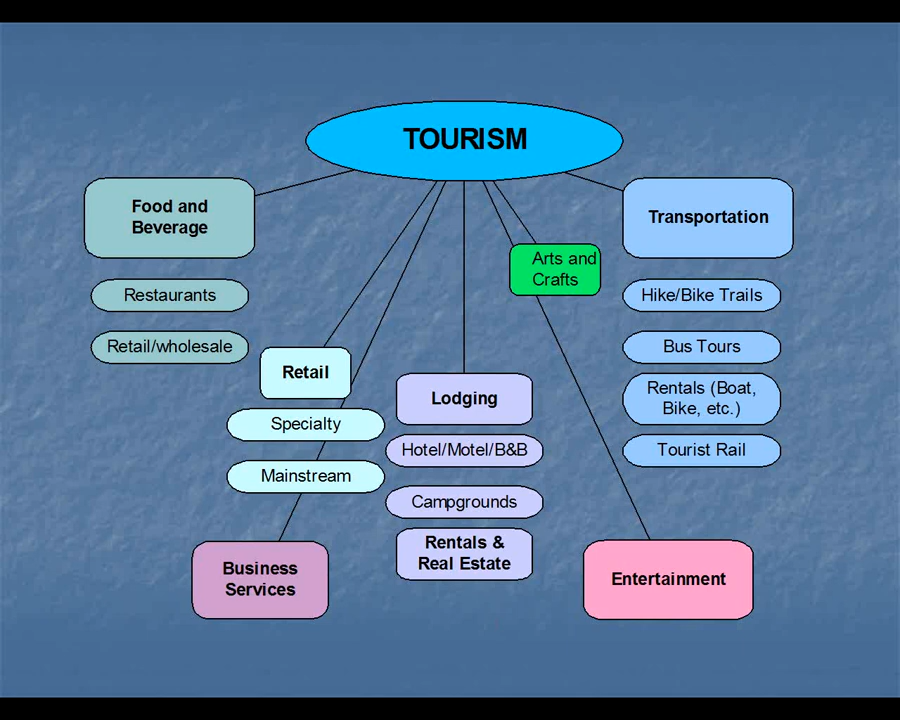 TOURISM
Food and
Beverage
Restaurants
Retail/wholesale
Retail
Specialty
Mainstream
Business
Services
Lodging
Hotel/Motel/B&B
Campgrounds
Rentals &
Real Estate
Arts and
Crafts
Entertainment
Transportation
Hike/Bike Trails
Bus Tours
Rentals (Boat,
Bike, etc.)
Tourist Rail